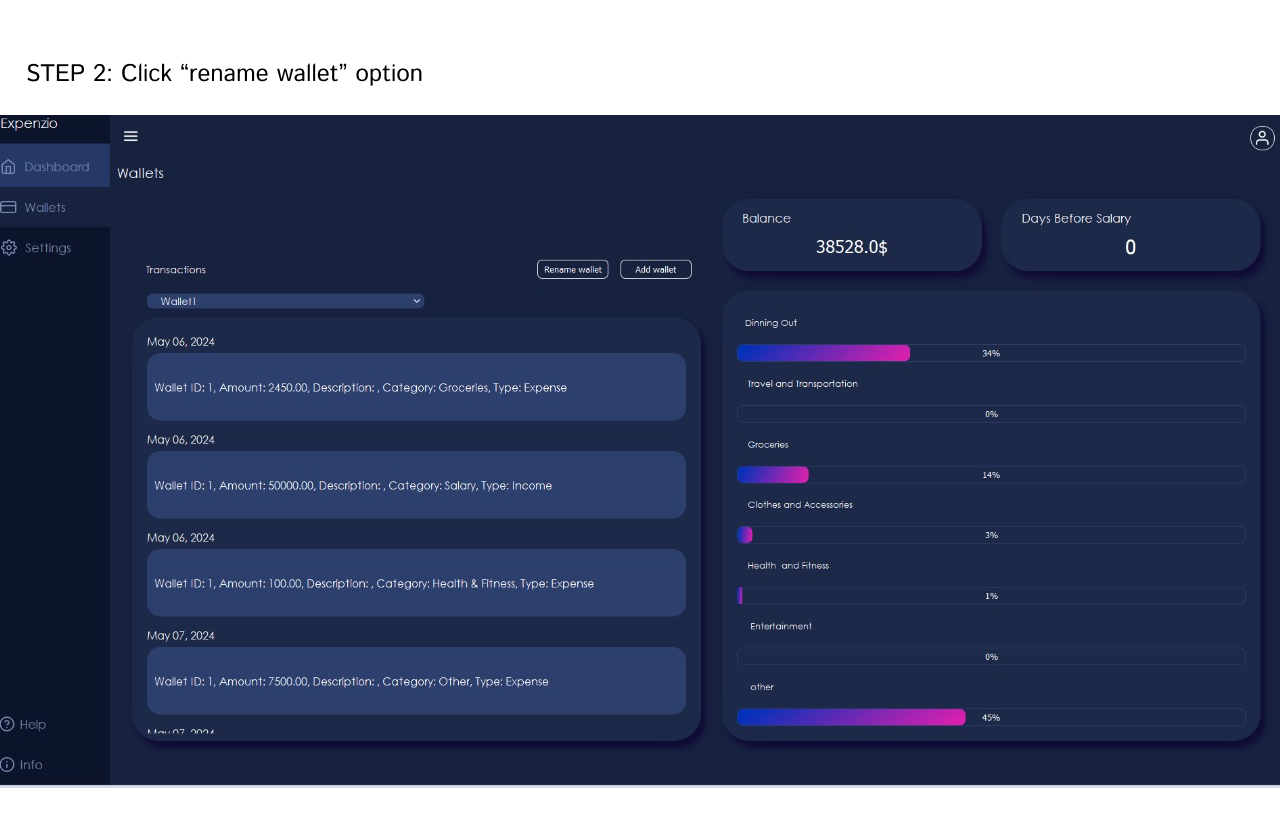 STEP 2: Click “rename wallet” option
Expenzio
Dashboard
Wallets
Settings
Help
Info
Wallets
Transactions
Rename wallet
Add wallet
Wallet1
May 06, 2024
Wallet ID: 1, Amount: 2450.00, Description: , Category: Groceries, Type: Expense
May 06, 2024
Wallet ID: 1, Amount: 50000.00, Description: , Category: Salary, Type: Income
May 06, 2024
Wallet ID: 1, Amount: 100.00, Description: , Category: Health & Fitness, Type: Expense
May 07, 2024
Wallet ID: 1, Amount: 7500.00, Description: , Category: Other, Type: Expense
May 07, 2024
Balance
38528.0$
Days Before Salary
0
Dinning Out
34%
Travel and Transportation
0%
Groceries
14%
Clothes and Accessories
3%
Health and Fitness
1%
Entertainment
0%
other
45%